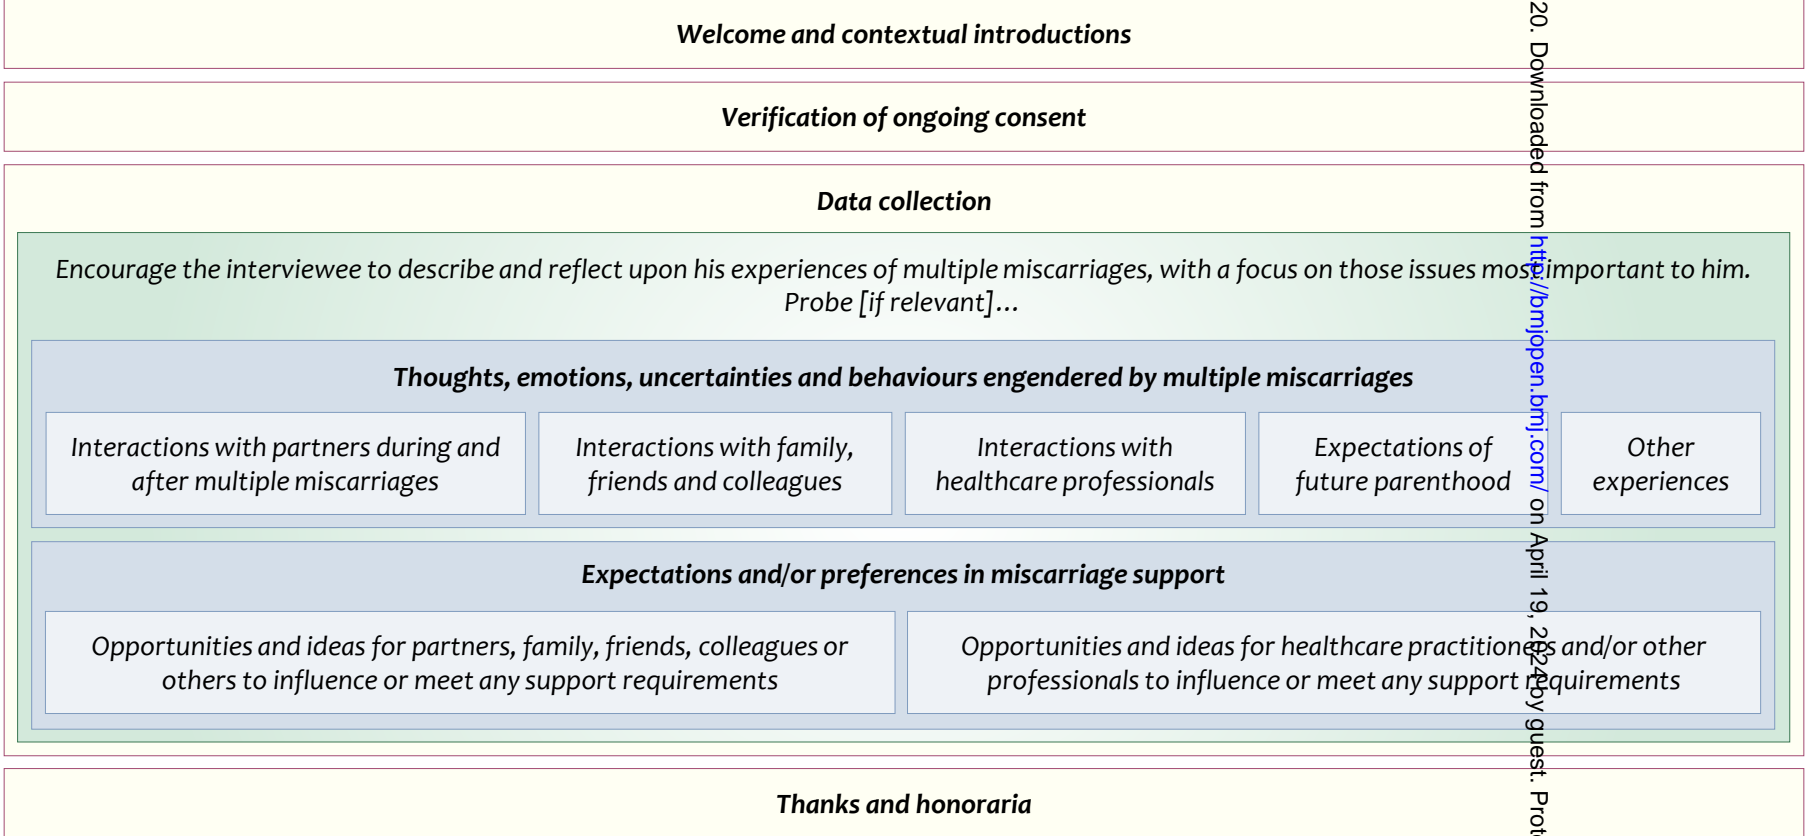 Welcome and contextual introductions
Verification of ongoing consent
Data collection
Encourage the interviewee to describe and reflect upon his experiences of multiple miscarriages, with a focus on those issues most important to him.
Probe [if relevant]...
Thoughts, emotions, uncertainties and behaviours engendered by multiple miscarriages
Interactions with partners during and
after multiple miscarriages
Interactions with family,
friends and colleagues
Interactions with
healthcare professionals
Expectations of
future parenthood
Other
experiences
Expectations and/or preferences in miscarriage support
Opportunities and ideas for partners, family, friends, colleagues or
others to influence or meet any support requirements
Opportunities and ideas for healthcare practitioners and/or other
professionals to influence or meet any support requirements
Thanks and honoraria
20. Downloaded from http://bmjopen.bmj.com/ on April 19, 2024 by guest.